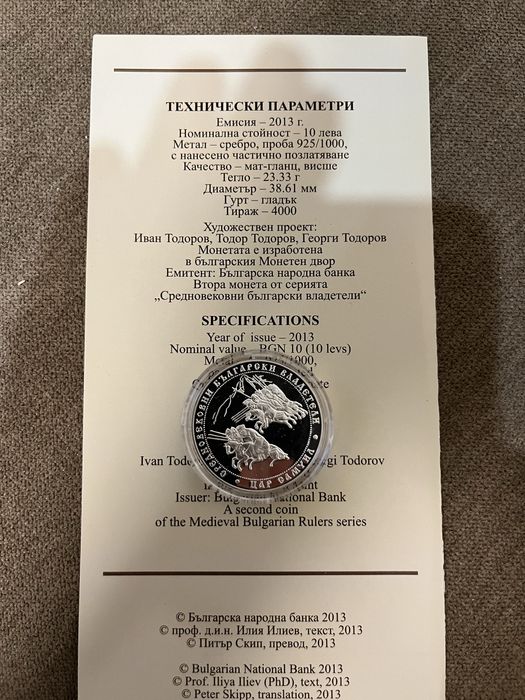 ТЕХНИЧЕСКИ ПАРАМЕТРИ
Емисия – 2013 г.
Номинална стойност – 10 лева
Метал – сребро, проба 925/1000,
с нанесено частично позлатяване
Качество – мат-гланц, висше
Тегло – 23.33 г
Диаметър – 38.61 мм
Гурт – гладък
Тираж – 4000
Художествен проект:
Иван Тодоров, Тодор Тодоров, Георги Тодоров
Монетата е изработена
в българския Монетен двор
Емитент: Българска народна банка
Втора монета от серията
„Средновековни български владетели“
SPECIFICATIONS
Year of issue – 2013
Nominal value – BGN 10 (10 levs)
СРЕДНОВЕКОВНИ БЪЛГАРСКИ ВЛАДЕТЕЛИ
ЦАР САМУИЛ
Ivan Todorov
Issuer: Bulgarian National Bank
A second coin
of the Medieval Bulgarian Rulers series
© Българска народна банка 2013
© проф. д.и.н. Илия Илиев, текст, 2013
© Питър Скип, превод, 2013
© Bulgarian National Bank 2013
© Prof. Iliya Iliev (PhD), text, 2013
© Peter Skipp, translation, 2013